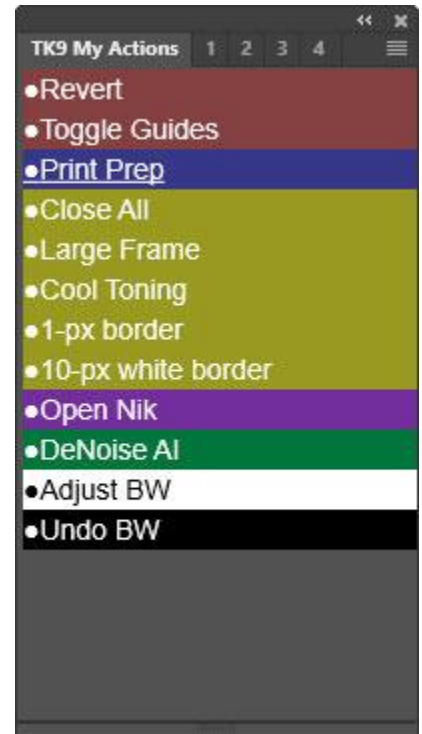 TK9 My Actions 1 2 3 4
●Revert
●Toggle Guides
●Print Prep
●Close All
●Large Frame
●Cool Toning
●1-px border
●10-px white border
●Open Nik
●DeNoise AI
●Adjust BW
●Undo BW